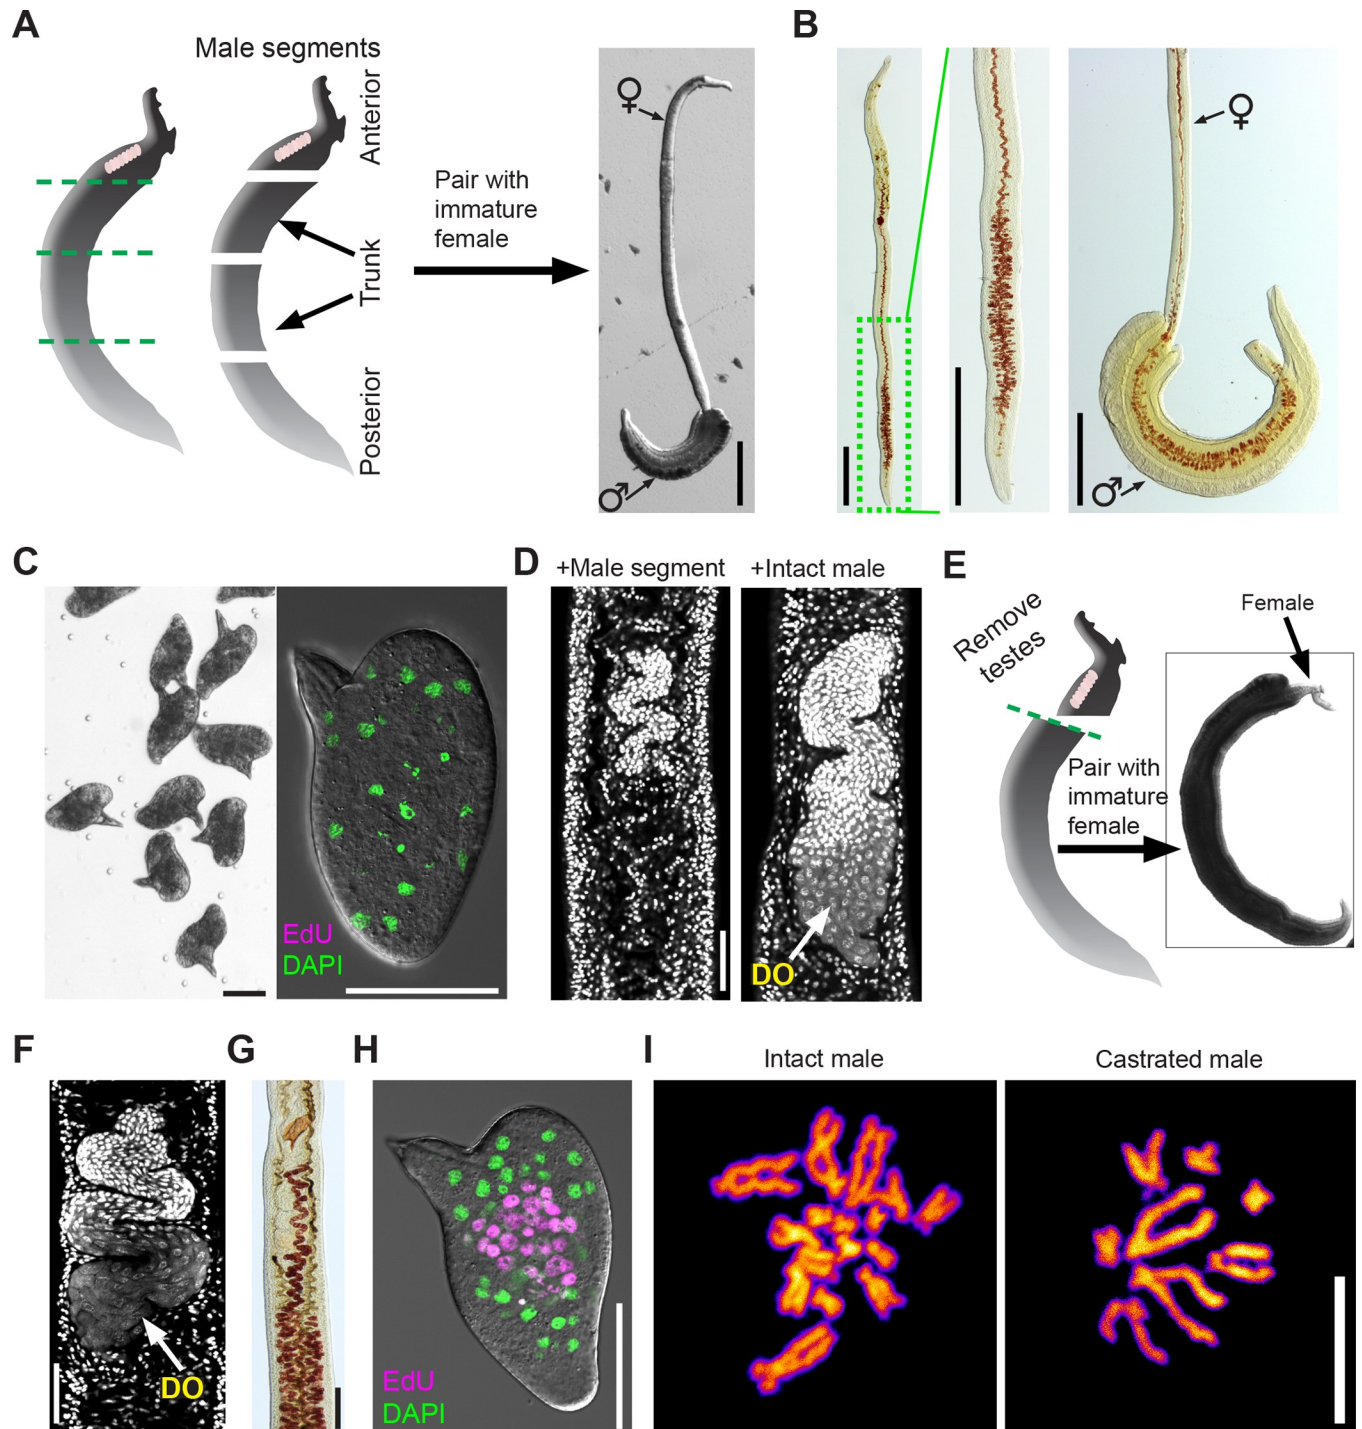 A
Male segments
Anterior
Trunk
Posterior
Pair with
immature
female
♀
♂
B
♀
♂
C
EdU
DAPI
D
+Male segment
+Intact male
DO
E
Remove
testes
Pair with
immature
female
Female
F
DO
G
H
EdU
DAPI
I
Intact male
Castrated male